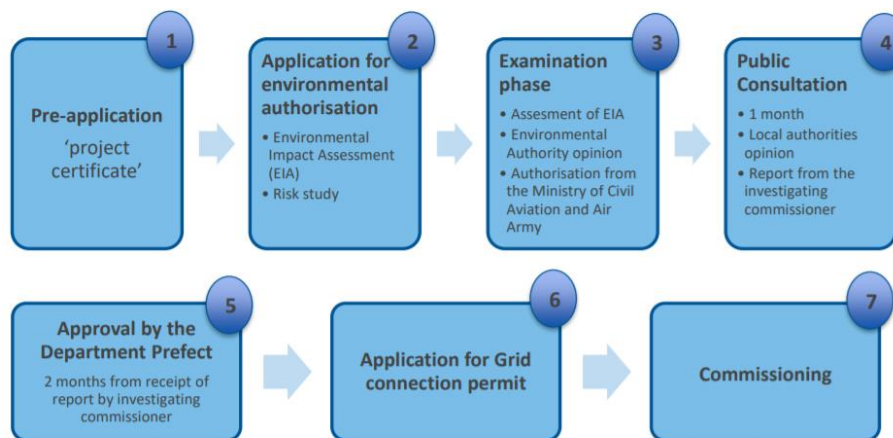 1
Pre-application
‘project
certificate’
2
Application for
environmental
authorisation
• Environmental
Impact Assessment
(EIA)
• Risk study
3
Examination
phase
• Assesment of EIA
• Environmental
Authority opinion
• Authorisation from
the Ministry of Civil
Aviation and Air
Army
4
Public
Consultation
• 1 month
• Local authorities
opinion
• Report from the
investigating
commissioner
5
Approval by the
Department Prefect
2 months from receipt of
report by investigating
commissioner
6
Application for Grid
connection permit
7
Commissioning